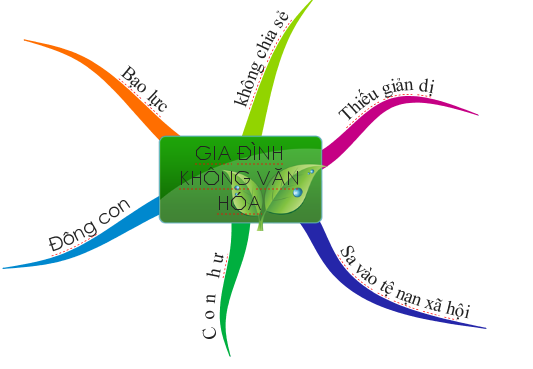 GIA ĐÌNH
KHÔNG VĂN
HÓA
không chia sẻ
Thiếu giản dị
Sa vào tệ nạn xã hội
Con hư
Đông con
Bạo lực